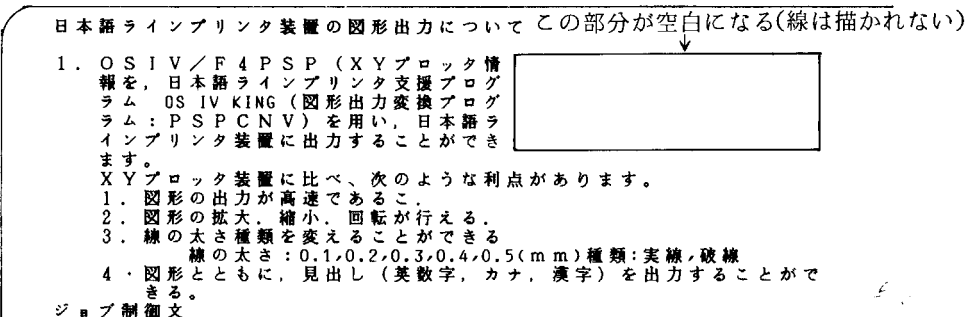 日本語ラインプリンタ装置の図形出力について この部分が空白になる(線は描かれない)
1．OSⅣ／F4PSP（XYプロッタ情
報を，日本語ラインプリンタ支援プログ
ラム OS IV KING（図形出力変換プログ
ラム：PSPCNV）を用い，日本語ラ
インプリンタ装置に出力することができ
ます。
XYプロッタ装置に比べ、次のような利点があります。
1．図形の出力が高速であるこ．
2．図形の拡大．縮小．回転が行える．
3．線の太さ種類を変えることができる
線の太さ：0.1,0.2,0.3,0.4,0.5(mm)種類：実線,破線
4．図形とともに，見出し（英数字，カナ，漢字）を出力することがで
きる。
ジョブ制御文